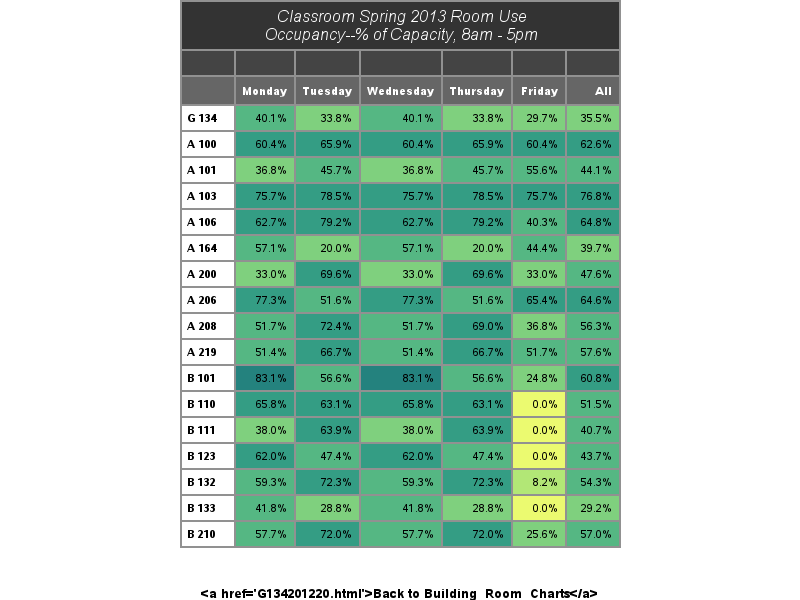 Classroom Spring 2013 Room Use
Occupancy--% of Capacity, 8am - 5pm
Monday Tuesday Wednesday Thursday Friday All
G 134 40.1% 33.8% 40.1% 33.8% 29.7% 35.5%
A 100 60.4% 65.9% 60.4% 65.9% 60.4% 62.6%
A 101 36.8% 45.7% 36.8% 45.7% 55.6% 44.1%
A 103 75.7% 78.5% 75.7% 78.5% 75.7% 76.8%
A 106 62.7% 79.2% 62.7% 79.2% 40.3% 64.8%
A 164 57.1% 20.0% 57.1% 20.0% 44.4% 39.7%
A 200 33.0% 69.6% 33.0% 69.6% 33.0% 47.6%
A 206 77.3% 51.6% 77.3% 51.6% 65.4% 64.6%
A 208 51.7% 72.4% 51.7% 69.0% 36.8% 56.3%
A 219 51.4% 66.7% 51.4% 66.7% 51.7% 57.6%
B 101 83.1% 56.6% 83.1% 56.6% 24.8% 60.8%
B 110 65.8% 63.1% 65.8% 63.1% 0.0% 51.5%
B 111 38.0% 63.9% 38.0% 63.9% 0.0% 40.7%
B 123 62.0% 47.4% 62.0% 47.4% 0.0% 43.7%
B 132 59.3% 72.3% 59.3% 72.3% 8.2% 54.3%
B 133 41.8% 28.8% 41.8% 28.8% 0.0% 29.2%
B 210 57.7% 72.0% 57.7% 72.0% 25.6% 57.0%
<a href='G134201220.html'>Back to Building_Room_Charts</a>